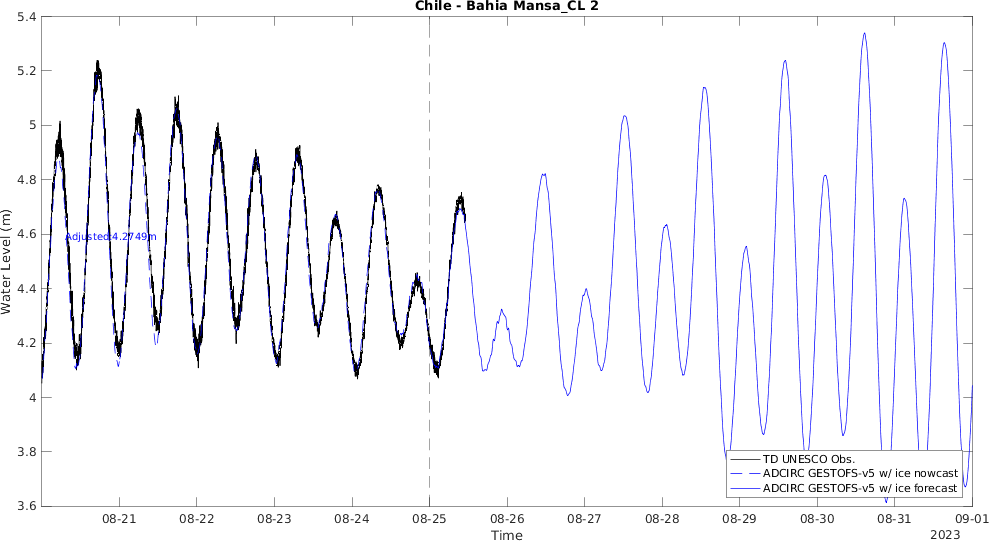 Chile - Bahia Mansa_CL 2
5.4
5.2
5
4.8
4.6
4.4
4.2
4
3.8
3.6
Water Level (m)
Adjusted:4.2749m
TD UNESCO Obs.
ADCIRC GESTOFS-v5 w/ ice nowcast
ADCIRC GESTOFS-v5 w/ ice forecast
08-21 08-22 08-23 08-24 08-25 08-26 08-27 08-28 08-29 08-30 08-31 09-01
Time
2023